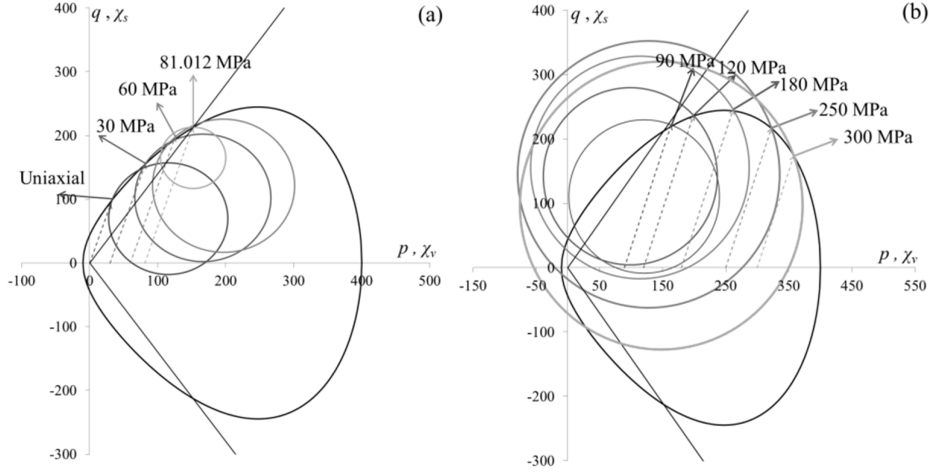 400 q , χs (a)
81.012 MPa
300
60 MPa
200
30 MPa
Uniaxial
100
p , χv
0
-100 0 100 200 300 400 500
-100
-200
-300
400 q , χs (b)
90 MPa 120 MPa
300
180 MPa
250 MPa
200
300 MPa
100
p , χv
0
-150 -50 50 150 250 350 450 550
-100
-200
-300